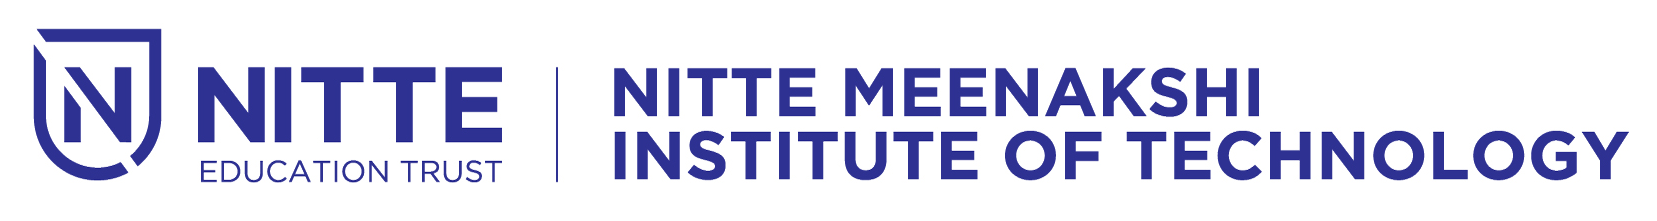 N
NITTE
EDUCATION TRUST
NITTE MEENAKSHI
INSTITUTE OF TECHNOLOGY